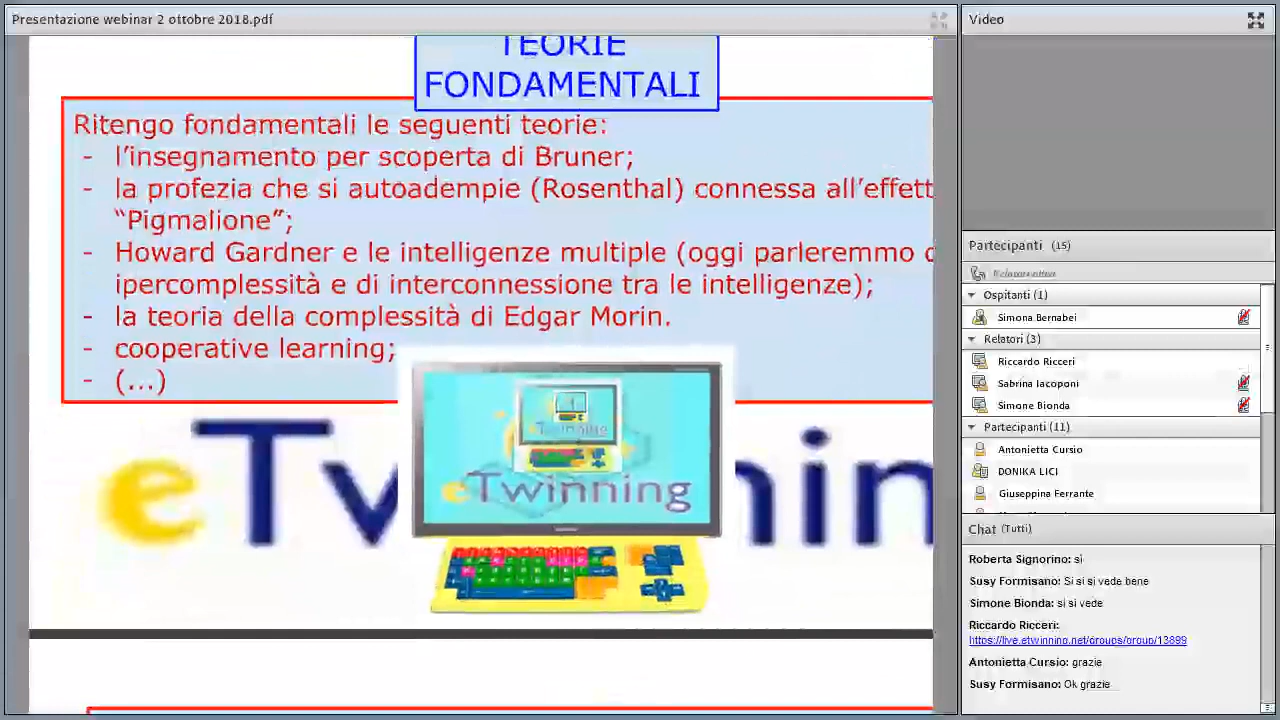 Presentazione webinar 2 ottobre 2018.pdf
TEORIE
FONDAMENTALI
Ritengo fondamentali le seguenti teorie:
- l’insegnamento per scoperta di Bruner;
- la profezia che si autoadempie (Rosenthal) connessa all’effett
“Pigmalione”;
- Howard Gardner e le intelligenze multiple (oggi parleremmo d
ipercomplessità e di interconnessione tra le intelligenze);
- la teoria della complessità di Edgar Morin.
- cooperative learning;
- (...)
eTw nin
eTwinning
eTwinning
Video
Partecipanti (15)
Ospitanti (1)
Simona Bernabei
Relatori (3)
Riccardo Ricceri
Sabrina Iacoponi
Simone Bionda
Partecipanti (11)
Antonietta Cursio
DONIKA LICI
Giuseppina Ferrante
Chat (Tutti)
Roberta Signorino: sì
Susy Formisano: Si si si vede bene
Simone Bionda: si si vede
Riccardo Ricceri:
https://live.etwinning.net/groups/group/13899
Antonietta Cursio: grazie
Susy Formisano: Ok grazie